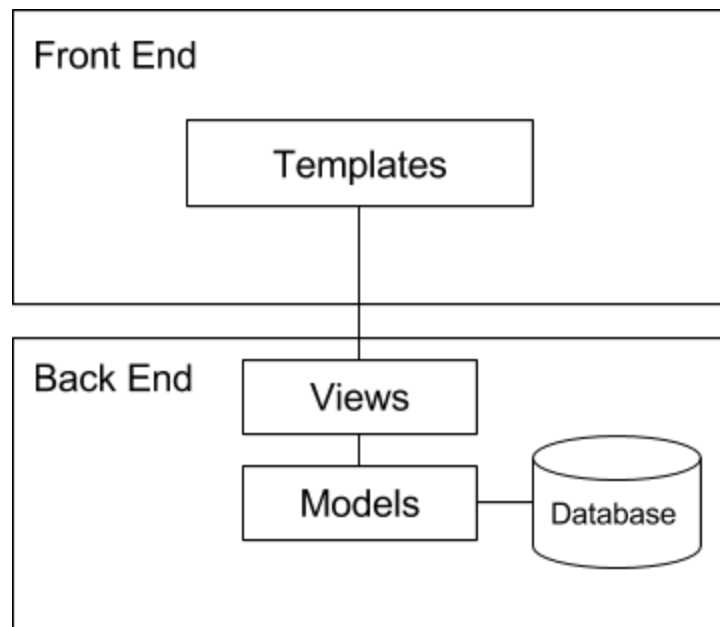 Front End
Templates
Back End
Views
Models
Database